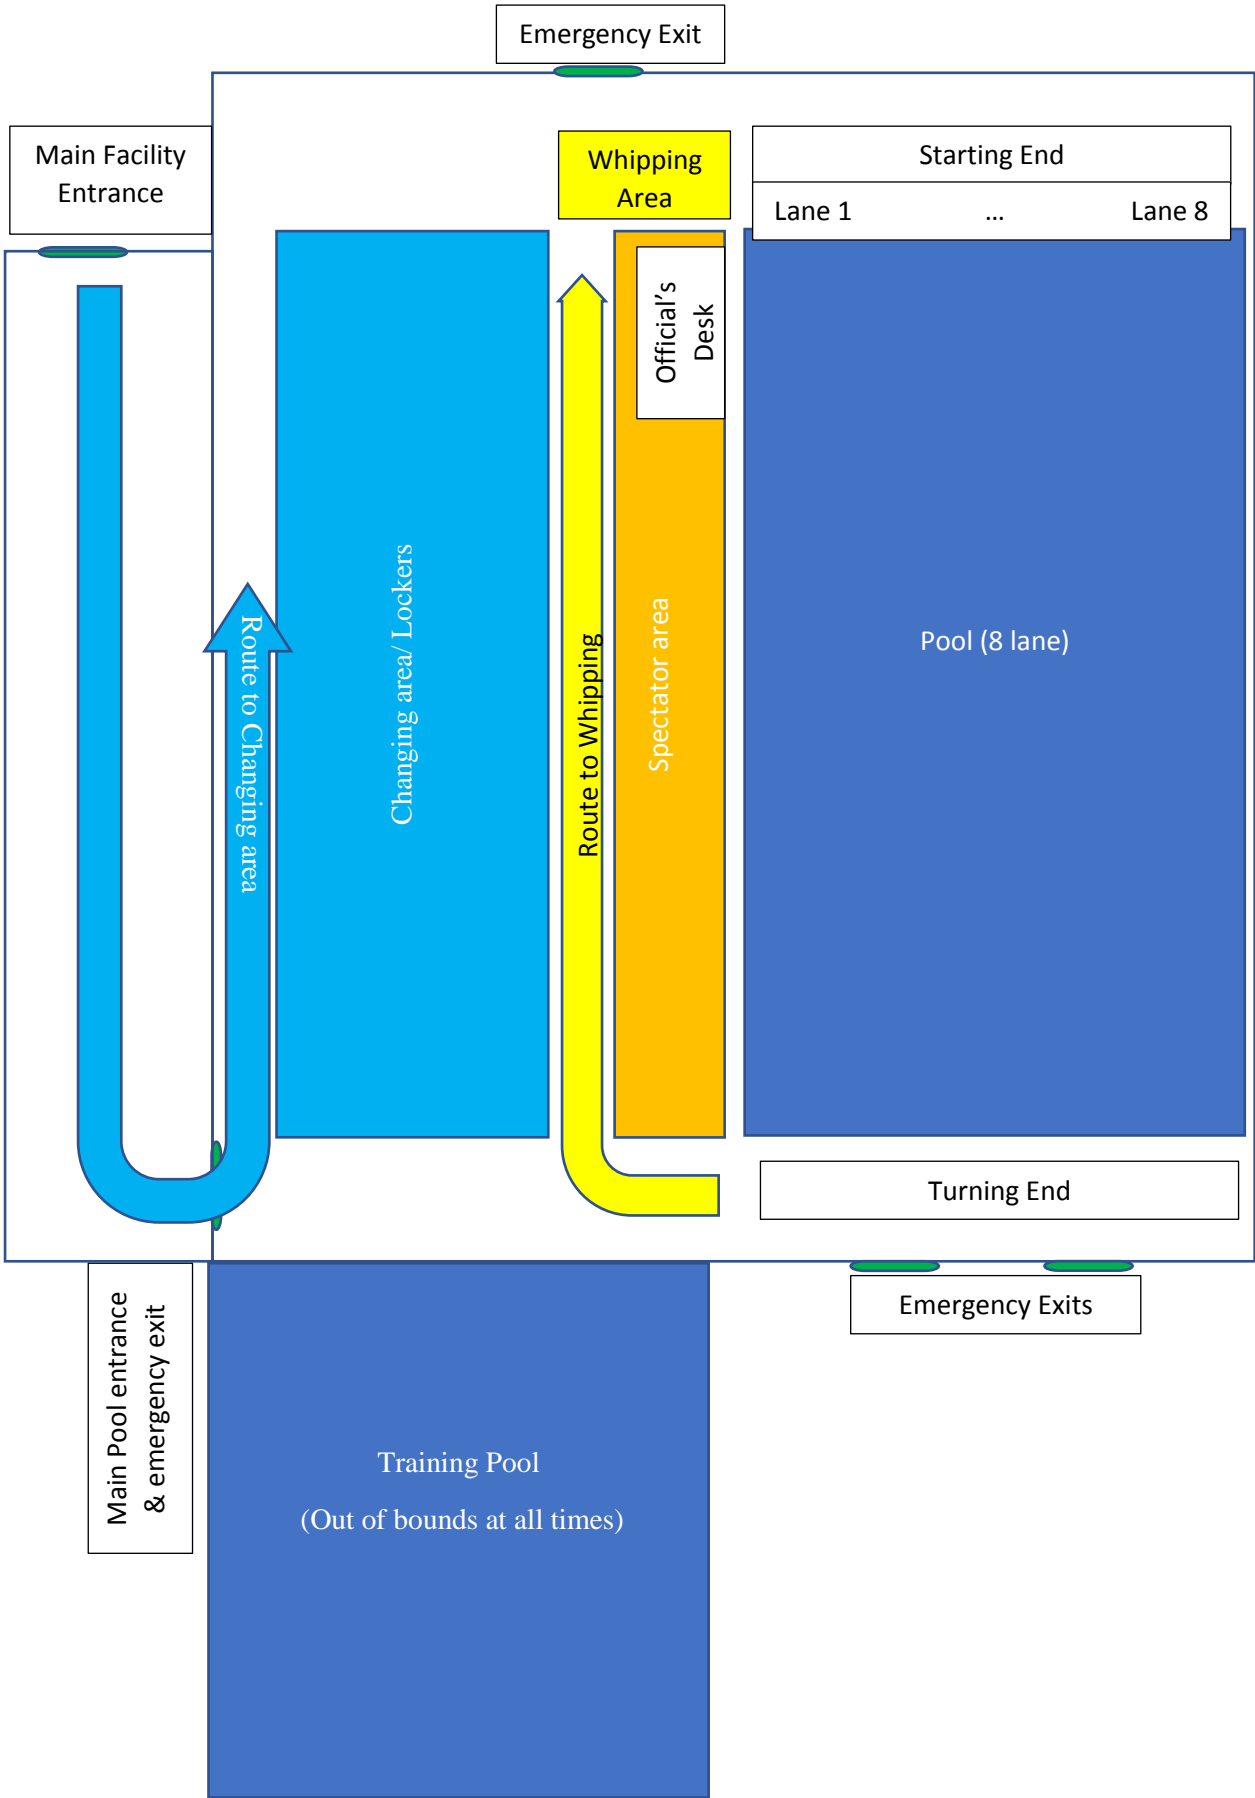 Emergency Exit
Main Facility
Entrance
Whipping
Area
Starting End
Lane 1 ... Lane 8
Official's
Desk
Route to Changing area
Changing area/ Lockers
Route to Whipping
Spectator area
Pool (8 lane)
Turning End
Main Pool entrance
& emergency exit
Emergency Exits
Training Pool
(Out of bounds at all times)